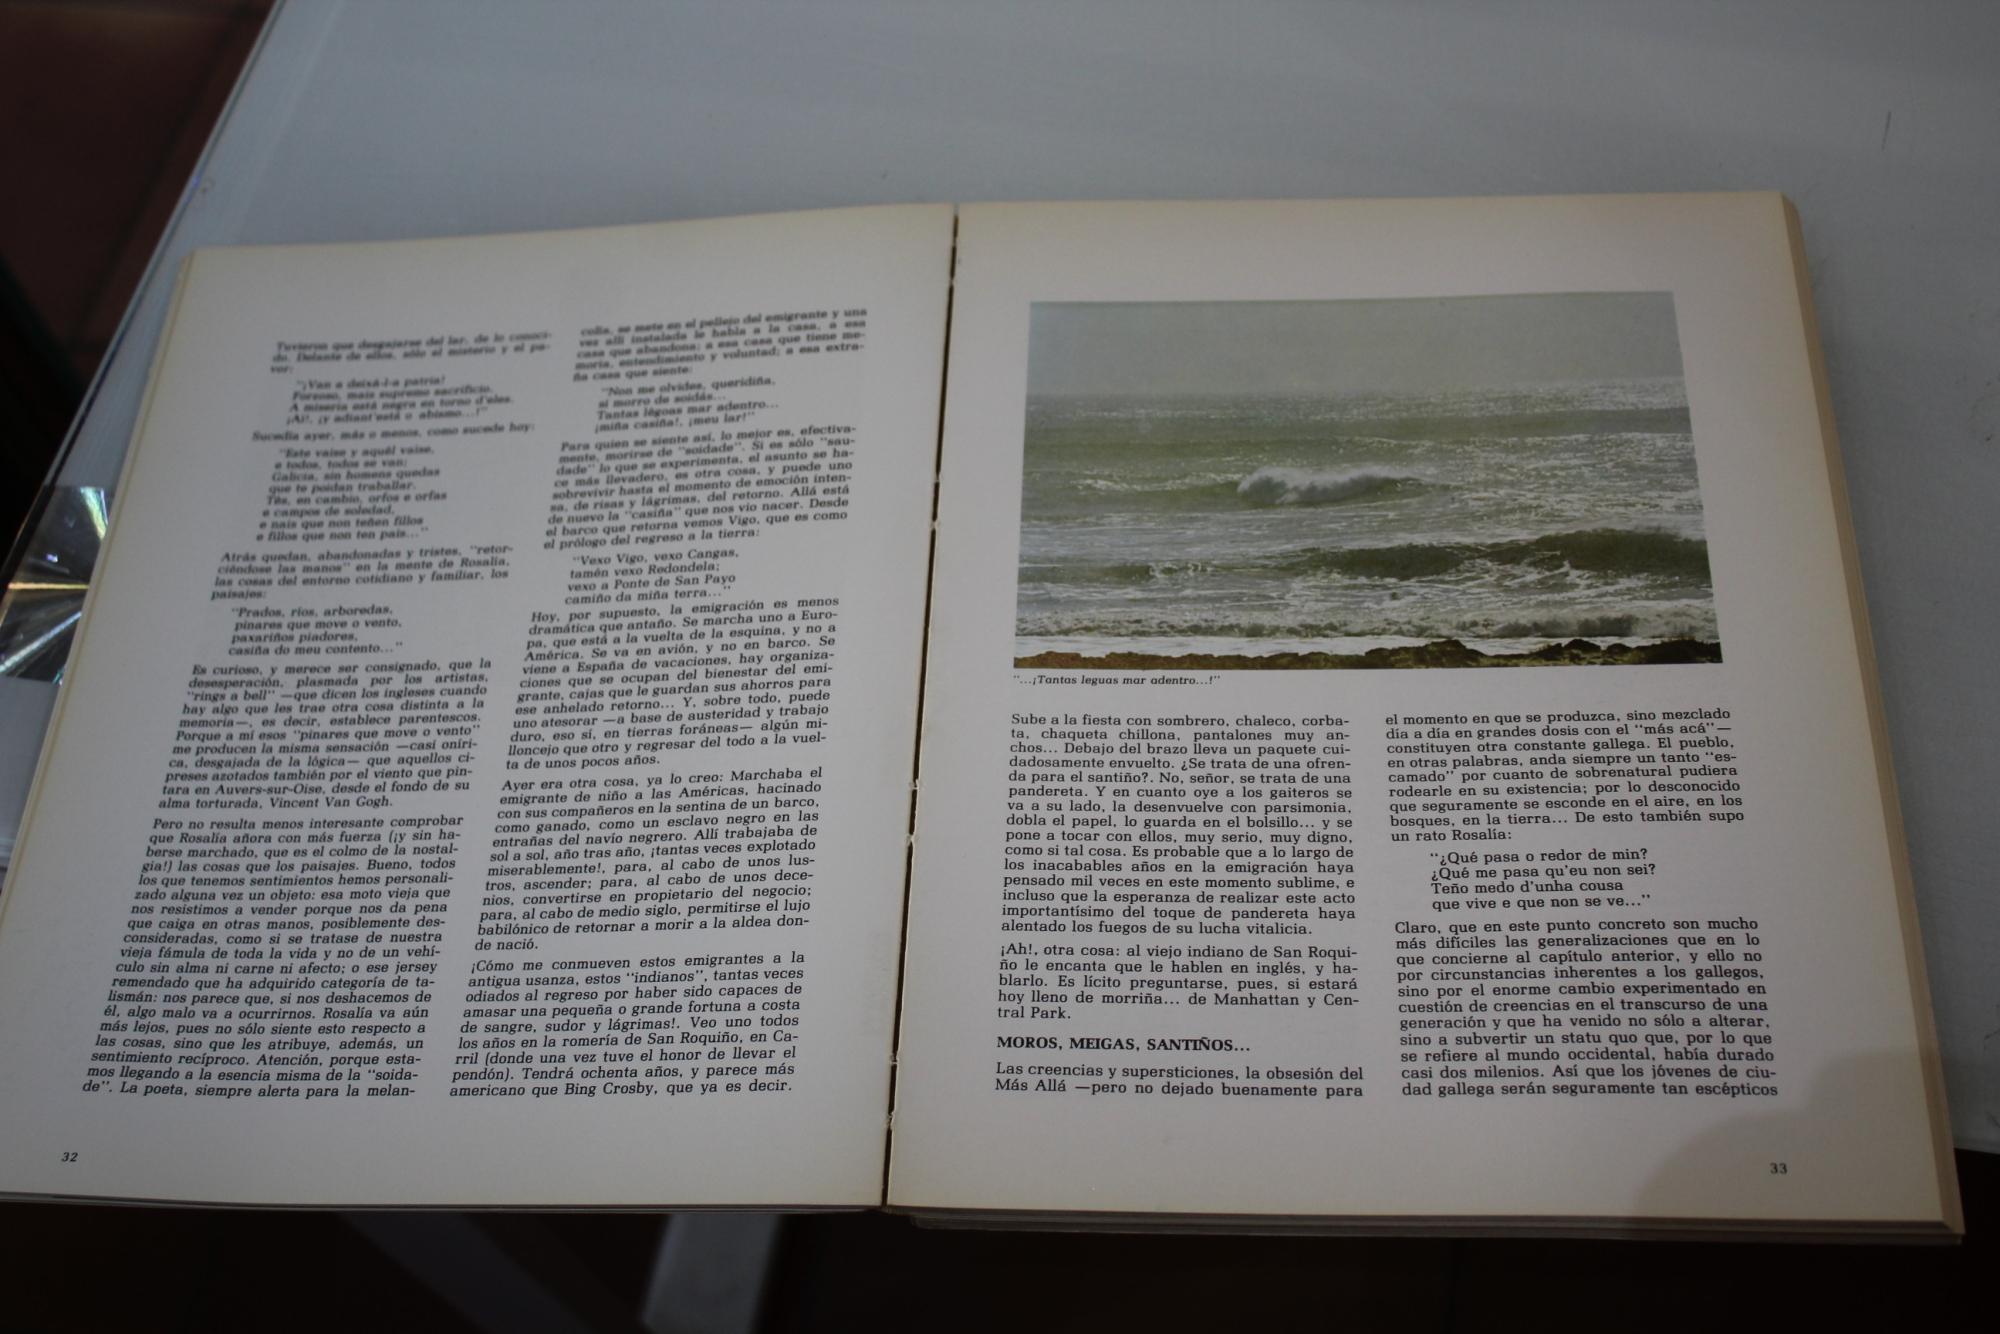 Tuvieron que desgajarse del lar, de lo conoci-
do. Delante de ellos, sólo el misterio y el pa-
vor:
"¡Van a deixá-l-a patria!
Forzoso, mais supremo sacrificio.
A miseria está negra en torno d'eles.
¡Ai!, ¡y adiant'está o abismo...!"
Sucedía ayer, más o menos, como sucede hoy:
"Este vaise y aquél vaise,
e todos, todos se van;
Galicia, sin homens quedas
que te poidan traballar.
Tés, en cambio, orfos e orfas
e campos de soledad,
e nais que non teñen fillos
e fillos que non ten pais..."
Atrás quedan, abandonadas y tristes, "retor-
ciéndose las manos" en la mente de Rosalía,
las cosas del entorno cotidiano y familiar, los
paisajes:
"Prados, ríos, arboredas,
pinares que move o vento,
paxariños piadores,
casiña do meu contento..."
Es curioso, y merece ser consignado, que la
desesperación, plasmada por los artistas,
"rings a bell" —que dicen los ingleses cuando
hay algo que les trae otra cosa distinta a la
memoria—, es decir, establece parentescos.
Porque a mí esos "pinares que move o vento"
me producen la misma sensación —casi oníri-
ca, desgajada de la lógica— que aquellos ci-
preses azotados también por el viento que pin-
tara en Auvers-sur-Oise, desde el fondo de su
alma torturada, Vincent Van Gogh.
Pero no resulta menos interesante comprobar
que Rosalía añora con más fuerza (¡y sin ha-
berse marchado, que es el colmo de la nostal-
gia!) las cosas que los paisajes. Bueno, todos
los que tenemos sentimientos hemos personali-
zado alguna vez un objeto: esa moto vieja que
nos resistimos a vender porque nos da pena
que caiga en otras manos, posiblemente des-
consideradas, como si se tratase de nuestra
vieja fámula de toda la vida y no de un vehí-
culo sin alma ni carne ni afecto; o ese jersey
remendado que ha adquirido categoría de ta-
lismán: nos parece que, si nos deshacemos de
él, algo malo va a ocurrirnos. Rosalía va aún
más lejos, pues no sólo siente esto respecto a
las cosas, sino que les atribuye, además, un
sentimiento recíproco. Atención, porque esta-
mos llegando a la esencia misma de la "soida-
de". La poeta, siempre alerta para la melan-
colía, se mete en el pellejo del emigrante y una
vez allí instalada le habla a la casa, a esa
casa que abandona; a esa casa que tiene me-
moria, entendimiento y voluntad; a esa extra-
ña casa que siente:
"Non me olvides, queridiña,
si morro de soidás...
Tantas légoas mar adentro...
¡miña casiña!, ¡meu lar!"
Para quien se siente así, lo mejor es, efectiva-
mente, morirse de "soidade". Si es sólo "sau-
dade" lo que se experimenta, el asunto se ha-
ce más llevadero, es otra cosa, y puede uno
sobrevivir hasta el momento de emoción inten-
sa, de risas y lágrimas, del retorno. Allá está
de nuevo la "casiña" que nos vio nacer. Desde
el barco que retorna vemos Vigo, que es como
el prólogo del regreso a la tierra:
"Vexo Vigo, vexo Cangas,
tamén vexo Redondela;
vexo a Ponte de San Payo
camiño da miña terra..."
Hoy, por supuesto, la emigración es menos
dramática que antaño. Se marcha uno a Euro-
pa, que está a la vuelta de la esquina, y no a
América. Se va en avión, y no en barco. Se
viene a España de vacaciones, hay organiza-
ciones que se ocupan del bienestar del emi-
grante, cajas que le guardan sus ahorros para
ese anhelado retorno... Y, sobre todo, puede
uno atesorar —a base de austeridad y trabajo
duro, eso sí, en tierras foráneas— algún mi-
lloncejo que otro y regresar del todo a la vuel-
ta de unos pocos años.
Ayer era otra cosa, ya lo creo: Marchaba el
emigrante de niño a las Américas, hacinado
con sus compañeros en la sentina de un barco,
como ganado, como un esclavo negro en las
entrañas del navío negrero. Allí trabajaba de
sol a sol, año tras año, ¡tantas veces explotado
miserablemente!, para, al cabo de unos lus-
tros, ascender; para, al cabo de unos dece-
nios, convertirse en propietario del negocio;
para, al cabo de medio siglo, permitirse el lujo
babilónico de retornar a morir a la aldea don-
de nació.
¡Cómo me conmueven estos emigrantes a la
antigua usanza, estos "indianos", tantas veces
odiados al regreso por haber sido capaces de
amasar una pequeña o grande fortuna a costa
de sangre, sudor y lágrimas!. Veo uno todos
los años en la romería de San Roquiño, en Ca-
rril (donde una vez tuve el honor de llevar el
pendón). Tendrá ochenta años, y parece más
americano que Bing Crosby, que ya es decir.
32
"...¡Tantas leguas mar adentro...!"
Sube a la fiesta con sombrero, chaleco, corba-
ta, chaqueta chillona, pantalones muy an-
chos... Debajo del brazo lleva un paquete cui-
dadosamente envuelto. ¿Se trata de una ofren-
da para el santiño?. No, señor, se trata de una
pandereta. Y en cuanto oye a los gaiteros se
va a su lado, la desenvuelve con parsimonia,
dobla el papel, lo guarda en el bolsillo... y se
pone a tocar con ellos, muy serio, muy digno,
como si tal cosa. Es probable que a lo largo de
los inacabables años en la emigración haya
pensado mil veces en este momento sublime, e
incluso que la esperanza de realizar este acto
importantísimo del toque de pandereta haya
alentado los fuegos de su lucha vitalicia.
¡Ah!, otra cosa: al viejo indiano de San Roqui-
ño le encanta que le hablen en inglés, y ha-
blarlo. Es lícito preguntarse, pues, si estará
hoy lleno de morriña... de Manhattan y Cen-
tral Park.
MOROS, MEIGAS, SANTIÑOS...
Las creencias y supersticiones, la obsesión del
Más Allá —pero no dejado buenamente para
el momento en que se produzca, sino mezclado
día a día en grandes dosis con el "más acá"—
constituyen otra constante gallega. El pueblo,
en otras palabras, anda siempre un tanto "es-
camado" por cuanto de sobrenatural pudiera
rodearle en su existencia; por lo desconocido
que seguramente se esconde en el aire, en los
bosques, en la tierra... De esto también supo
un rato Rosalía:
"¿Qué pasa o redor de min?
¿Qué me pasa qu'eu non sei?
Teño medo d'unha cousa
que vive e que non se ve..."
Claro, que en este punto concreto son mucho
más difíciles las generalizaciones que en lo
que concierne al capítulo anterior, y ello no
por circunstancias inherentes a los gallegos,
sino por el enorme cambio experimentado en
cuestión de creencias en el transcurso de una
generación y que ha venido no sólo a alterar,
sino a subvertir un statu quo que, por lo que
se refiere al mundo occidental, había durado
casi dos milenios. Así que los jóvenes de ciu-
dad gallega serán seguramente tan escépticos
33